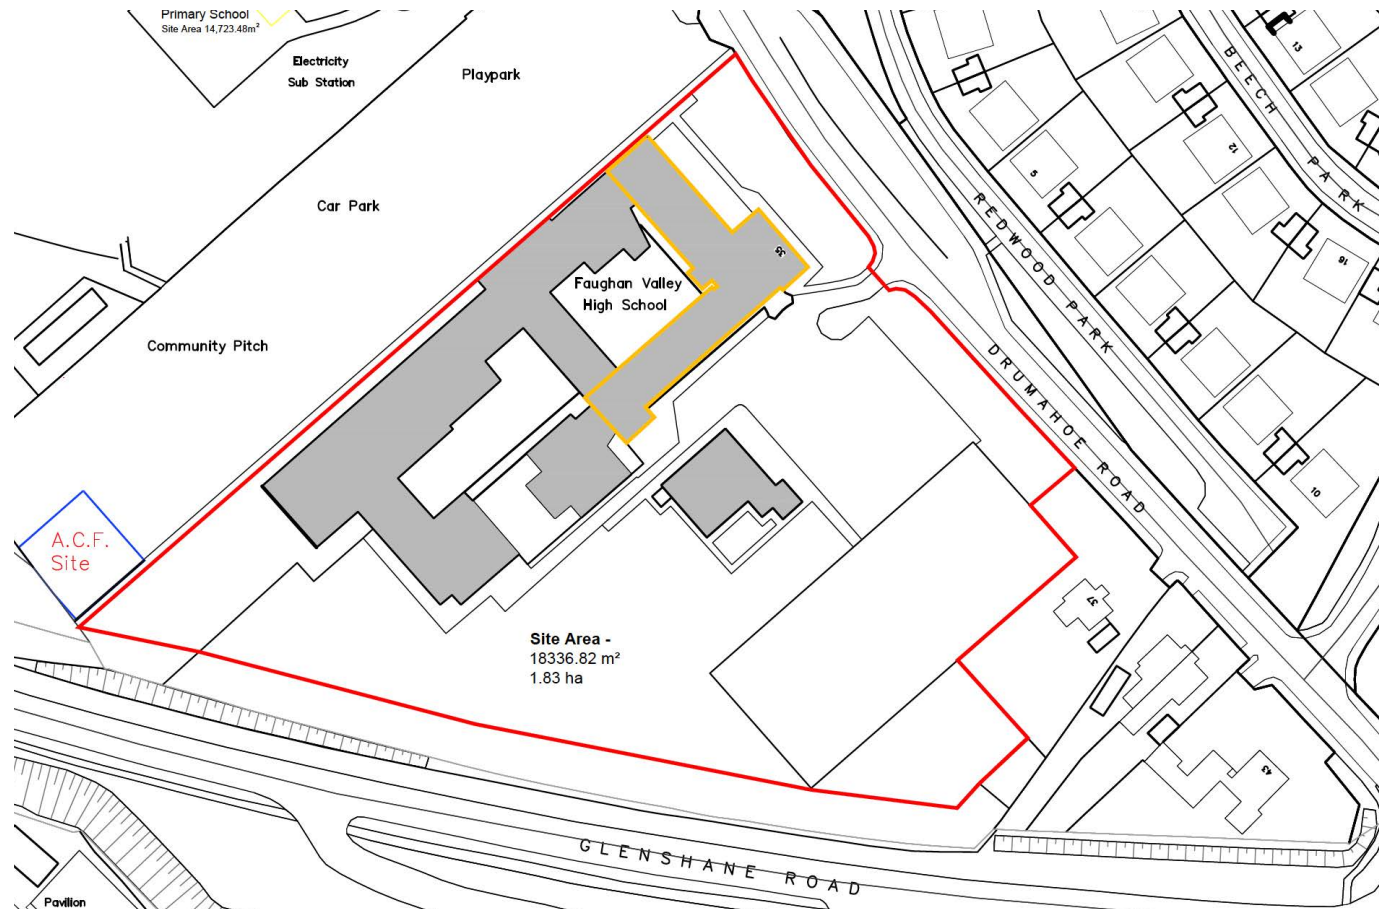 Primary School
Site Area 14,723.48m²
Electricity
Sub Station
Playpark
Car Park
Community Pitch
Faughan Valley
High School
35
A.C.F.
Site
Site Area -
18336.82 m²
1.83 ha
BEECH PARK
REDWOOD PARK
DRUMAHOE ROAD
GLENSHANE ROAD
13
12
5
16
10
37
43
Pavilion